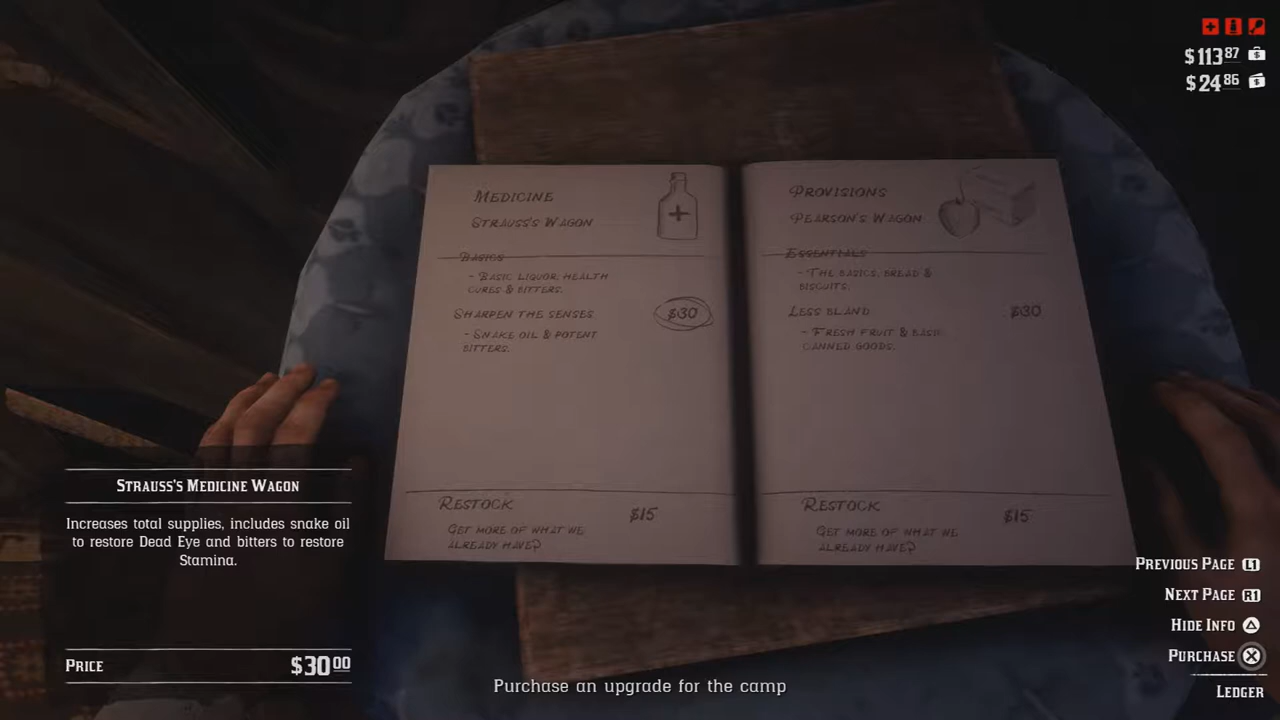 $113 87
$24 86
MEDICINE
STRAUSS'S WAGON
BASICS
- BASIC LIQUOR, HEALTH
CURES & BITTERS.
SHARPEN THE SENSES $30
- SNAKE OIL & POTENT
BITTERS.
RESTOCK $15
GET MORE OF WHAT WE
ALREADY HAVE?
PROVISIONS
PEARSON'S WAGON
ESSENTIALS
- THE BASICS, BREAD &
BISCUITS.
LESS BLAND $30
- FRESH FRUIT & BASIC
CANNED GOODS.
RESTOCK $15
GET MORE OF WHAT WE
ALREADY HAVE?
STRAUSS'S MEDICINE WAGON
Increases total supplies, includes snake oil
to restore Dead Eye and bitters to restore
Stamina.
PRICE $30 00
Purchase an upgrade for the camp
PREVIOUS PAGE L1
NEXT PAGE R1
HIDE INFO
PURCHASE
LEDGER